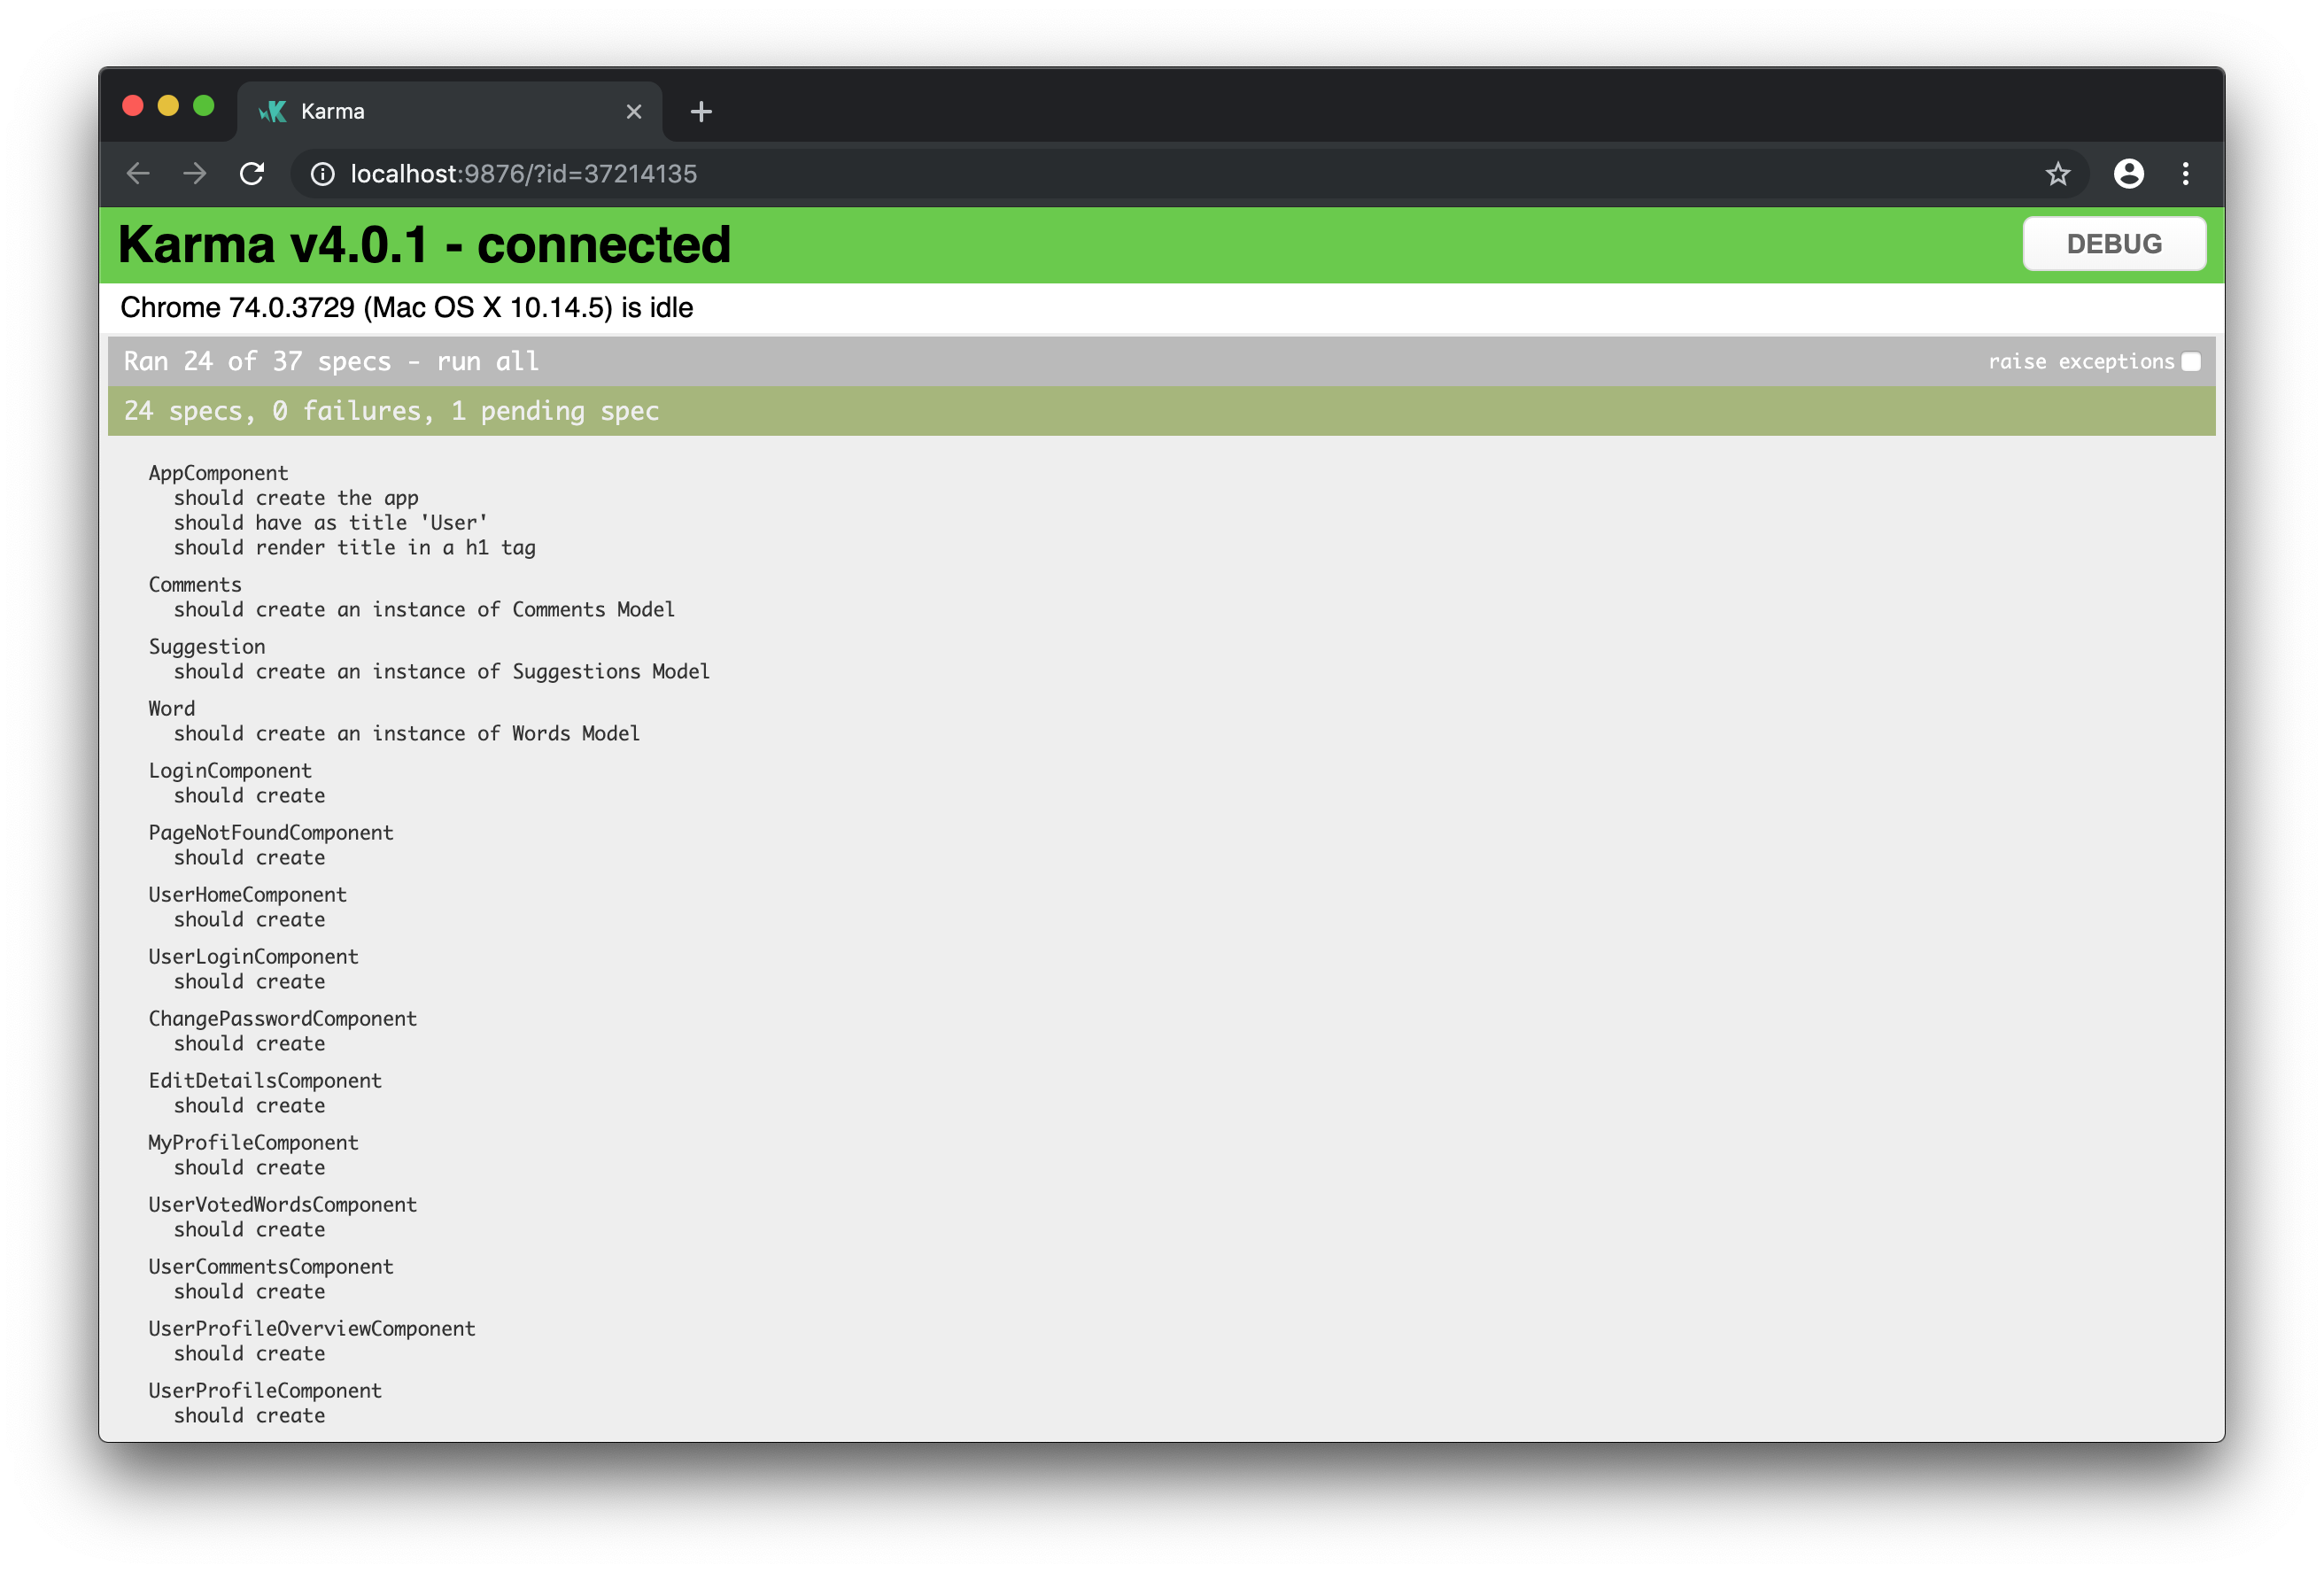 Karma
localhost:9876/?id=37214135
Karma v4.0.1 - connected
DEBUG
Chrome 74.0.3729 (Mac OS X 10.14.5) is idle
Ran 24 of 37 specs - run all
raise exceptions
24 specs, 0 failures, 1 pending spec
AppComponent
should create the app
should have as title 'User'
should render title in a h1 tag
Comments
should create an instance of Comments Model
Suggestion
should create an instance of Suggestions Model
Word
should create an instance of Words Model
LoginComponent
should create
PageNotFoundComponent
should create
UserHomeComponent
should create
UserLoginComponent
should create
ChangePasswordComponent
should create
EditDetailsComponent
should create
MyProfileComponent
should create
UserVotedWordsComponent
should create
UserCommentsComponent
should create
UserProfileOverviewComponent
should create
UserProfileComponent
should create